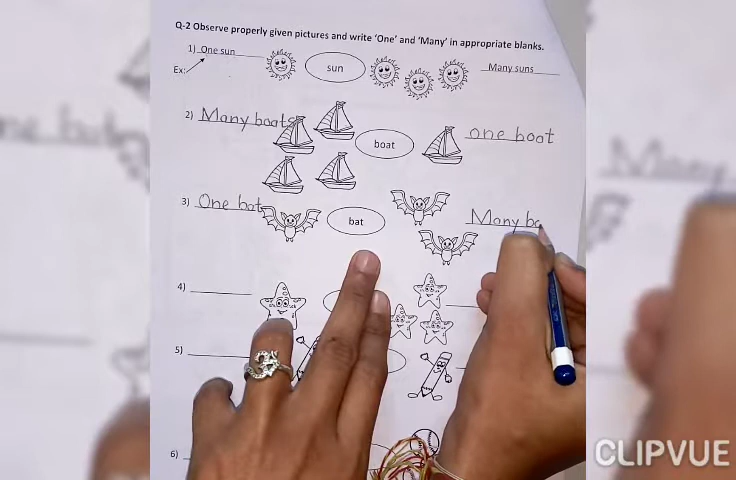 Q-2 Observe properly given pictures and write 'One' and 'Many' in appropriate blanks.
1) One sun sun Many suns
Ex:
2) Many boats boat one boat
3) One bat bat Many ba
4)
5)
6)
CLIPVUE